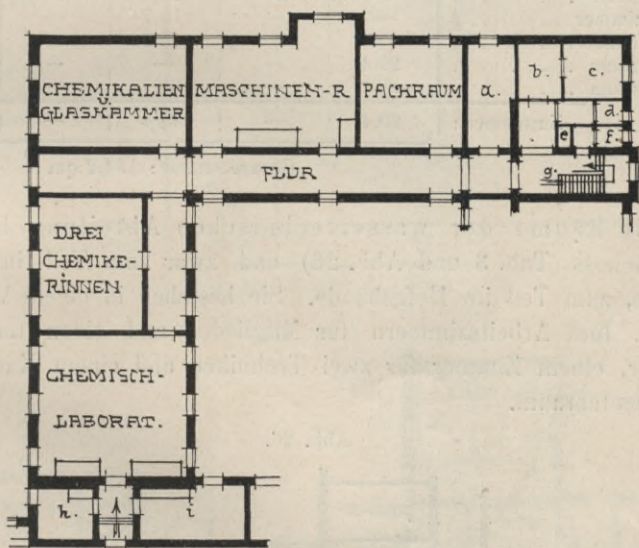 CHEMIKALIEN
U.
GLASKAMMER
MASCHINEN-R.
PACKRAUM
a.
b.
c.
d.
e
f.
FLUR
g.
DREI
CHEMIKE-
RINNEN
CHEMISCH-
LABORAT.
h.
i